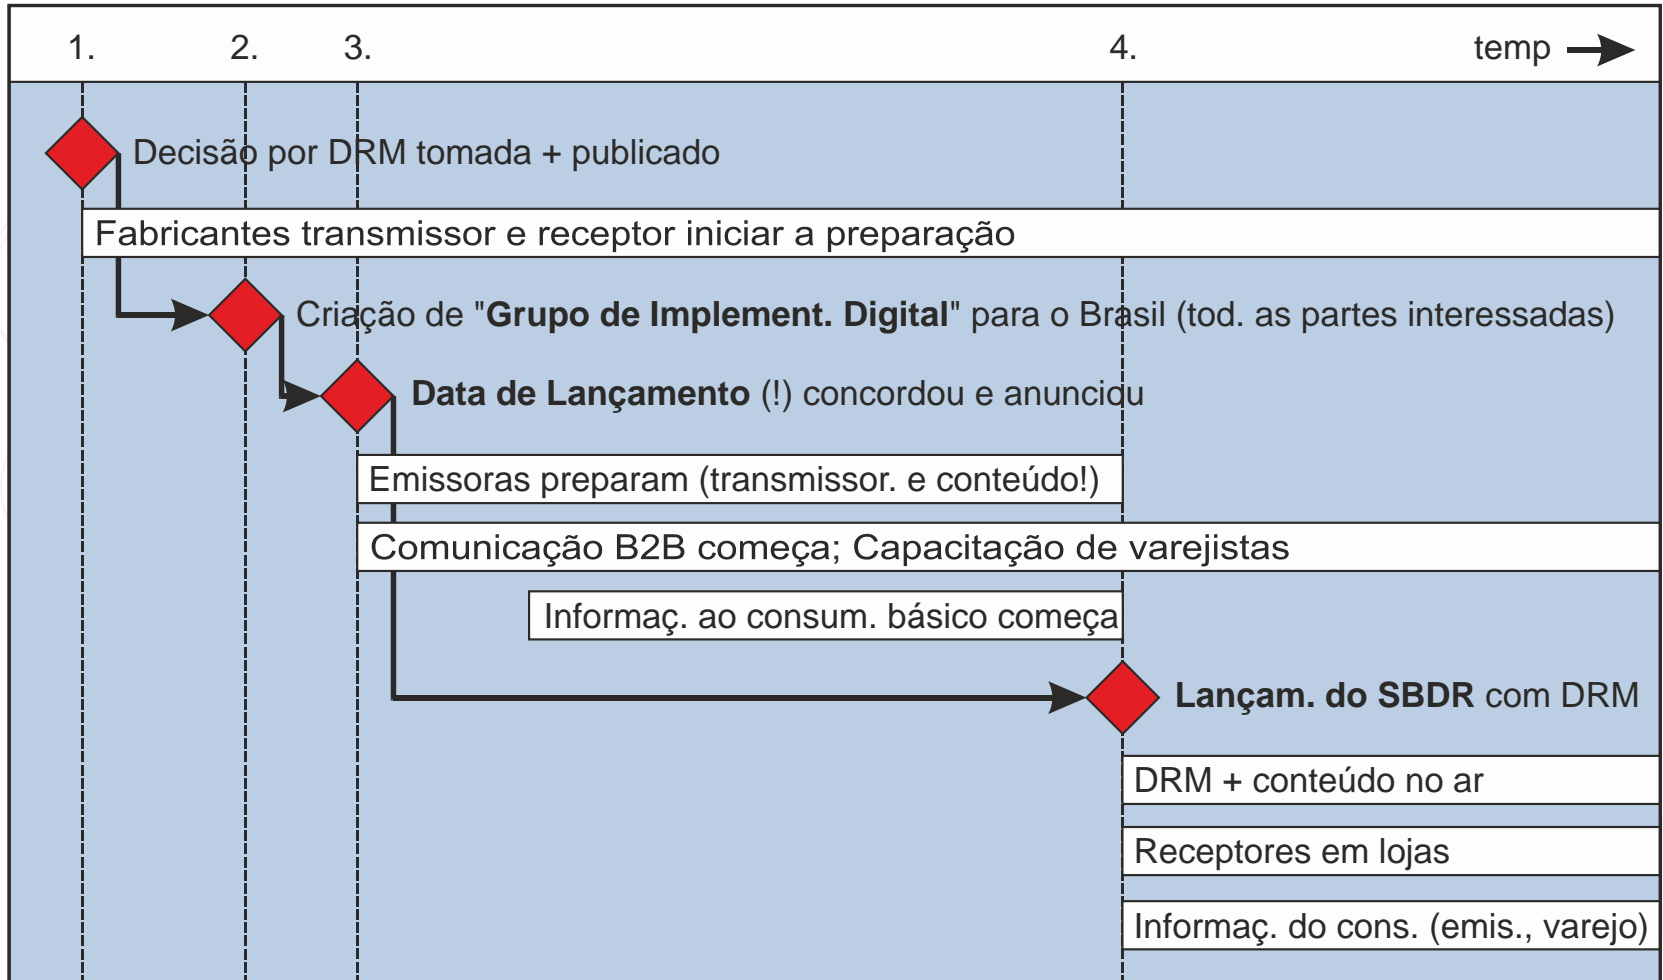 1. 2. 3. 4. temp
Decisão por DRM tomada + publicado
Fabricantes transmissor e receptor iniciar a preparação
Criação de "Grupo de Implement. Digital" para o Brasil (tod. as partes interessadas)
Data de Lançamento (!) concordou e anunciou
Emissoras preparam (transmissor. e conteúdo!)
Comunicação B2B começa; Capacitação de varejistas
Informaç. ao consum. básico começa
Lançam. do SBDR com DRM
DRM + conteúdo no ar
Receptores em lojas
Informaç. do cons. (emis., varejo)